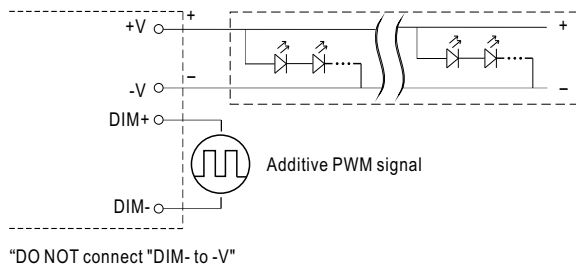 +V + +
-V − −
DIM+
Additive PWM signal
DIM-
“DO NOT connect "DIM- to -V"